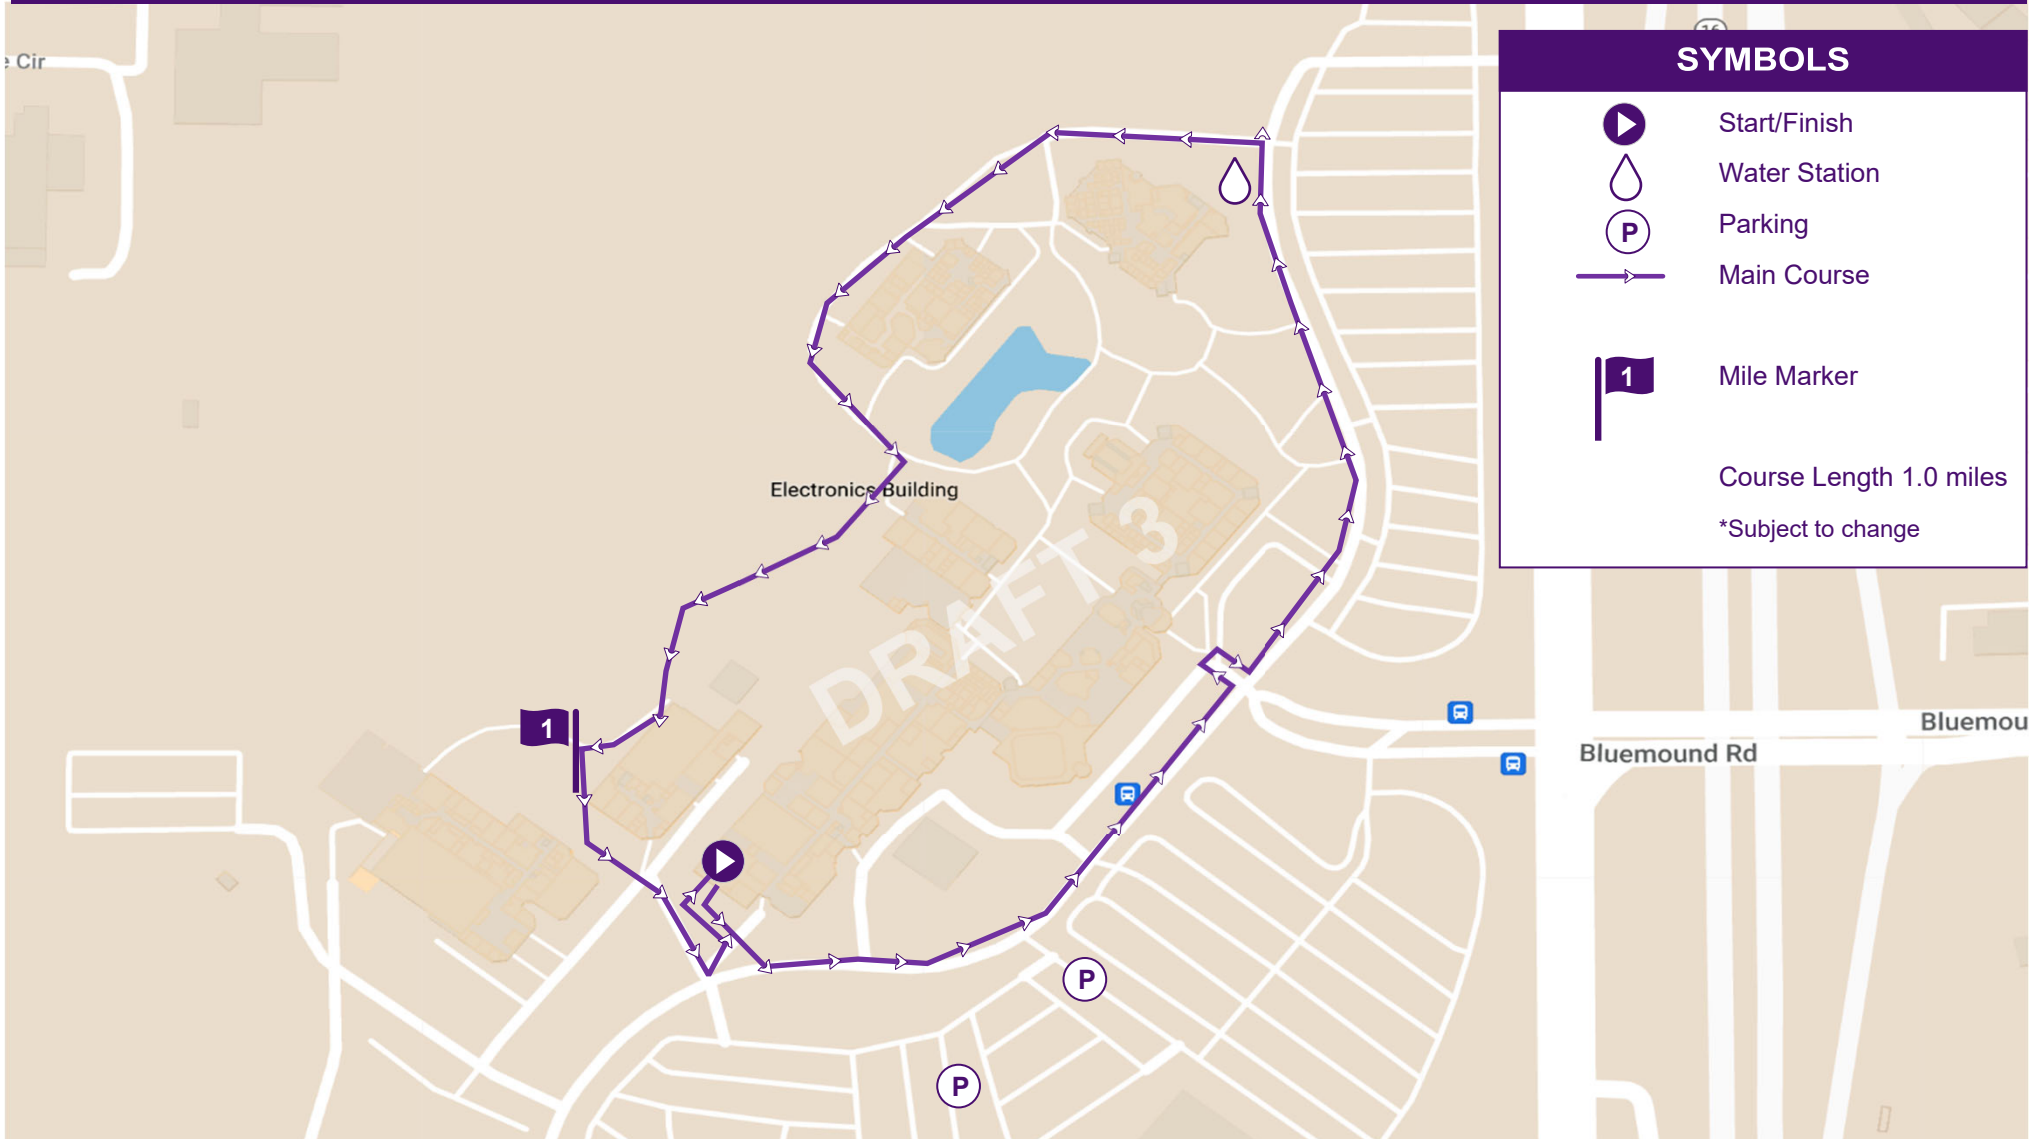 e Cir
16
SYMBOLS
Start/Finish
Water Station
P
Parking
Main Course
1
Mile Marker
Course Length 1.0 miles
*Subject to change
Electronics Building
DRAFT 3
1
Bluemou
Bluemound Rd
P
P